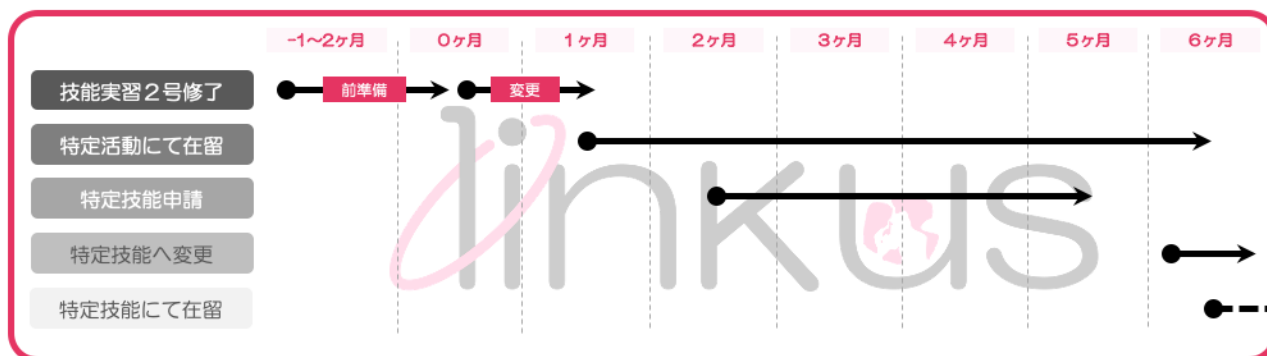 -1〜2ヶ月 0ヶ月 1ヶ月 2ヶ月 3ヶ月 4ヶ月 5ヶ月 6ヶ月
技能実習２号修了 前準備 変更
特定活動にて在留
特定技能申請
特定技能へ変更
特定技能にて在留
linkus